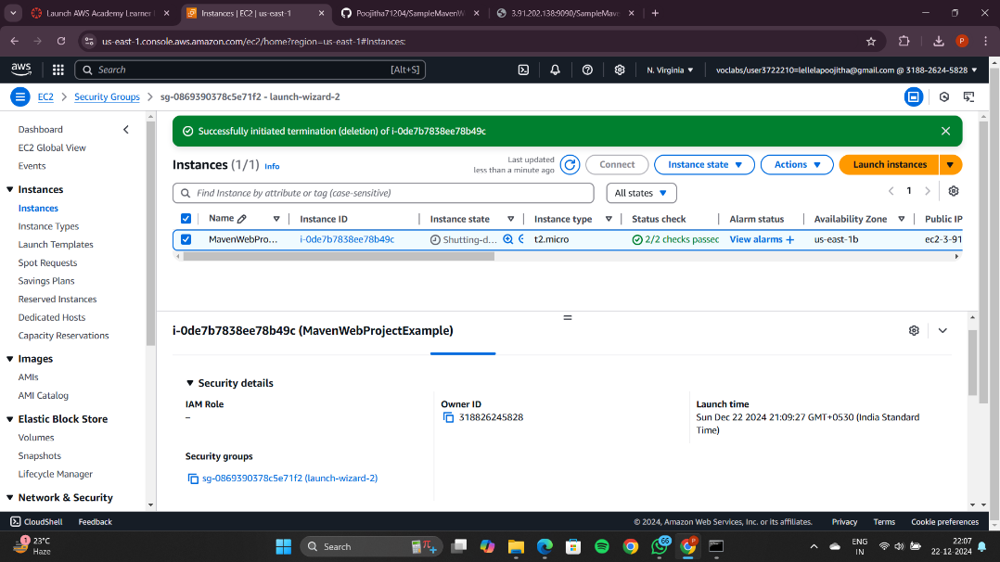 Launch AWS Academy Learner
Instances | EC2 | us-east-1
Poojitha71204/SampleMavenW
3.91.202.138:9090/SampleMave
us-east-1.console.aws.amazon.com/ec2/home?region=us-east-1#Instances:
P
aws
Search
[Alt+S]
N. Virginia
voclabs/user3722210=lellelapoojitha@gmail.com @ 3188-2624-5828
EC2
Security Groups
sg-0869390378c5e71f2 - launch-wizard-2
Dashboard
EC2 Global View
Events
Instances
Instances
Instance Types
Launch Templates
Spot Requests
Savings Plans
Reserved Instances
Dedicated Hosts
Capacity Reservations
Images
AMIs
AMI Catalog
Elastic Block Store
Volumes
Snapshots
Lifecycle Manager
Network & Security
Successfully initiated termination (deletion) of i-0de7b7838ee78b49c
Instances (1/1) Info
Last updated
less than a minute ago
Connect
Instance state
Actions
Launch instances
Find Instance by attribute or tag (case-sensitive)
All states
1
Name
Instance ID
Instance state
Instance type
Status check
Alarm status
Availability Zone
Public IP
MavenWebPro...
i-0de7b7838ee78b49c
Shutting-d...
t2.micro
2/2 checks passec
View alarms +
us-east-1b
ec2-3-91
i-0de7b7838ee78b49c (MavenWebProjectExample)
Security details
IAM Role
–
Owner ID
318826245828
Launch time
Sun Dec 22 2024 21:09:27 GMT+0530 (India Standard
Time)
Security groups
sg-0869390378c5e71f2 (launch-wizard-2)
CloudShell
Feedback
© 2024, Amazon Web Services, Inc. or its affiliates.
Privacy
Terms
Cookie preferences
1
23°C
Haze
Search
66
P
ENG
IN
22:07
22-12-2024